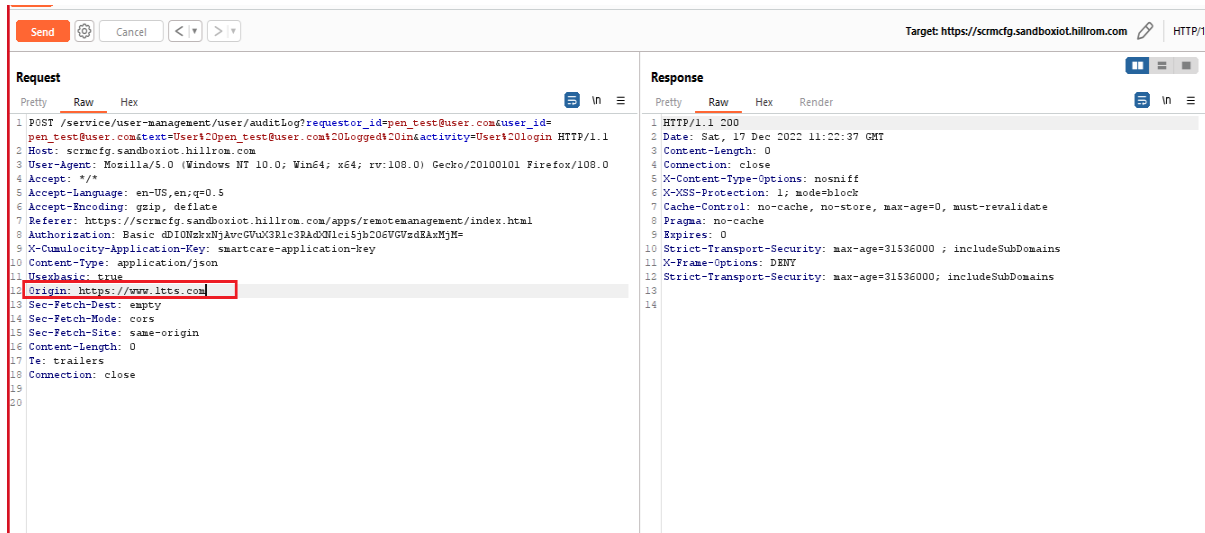 Send
Cancel
Target: https://scrmcfg.sandboxiot.hillrom.com
HTTP/1
Request
Pretty Raw Hex
\n
1 POST /service/user-management/user/auditLog?requestor_id=pen_test@user.com&user_id=
pen_test@user.com&text=User%20pen_test@user.com%20Logged%20in&activity=User%20login HTTP/1.1
2 Host: scrmcfg.sandboxiot.hillrom.com
3 User-Agent: Mozilla/5.0 (Windows NT 10.0; Win64; x64; rv:108.0) Gecko/20100101 Firefox/108.0
4 Accept: */*
5 Accept-Language: en-US,en;q=0.5
6 Accept-Encoding: gzip, deflate
7 Referer: https://scrmcfg.sandboxiot.hillrom.com/apps/remotemanagement/index.html
8 Authorization: Basic
9 X-Cumulocity-Application-Key: smartcare-application-key
10 Content-Type: application/json
11 Usexbasic: true
12 Origin: https://www.ltts.com
13 Sec-Fetch-Dest: empty
14 Sec-Fetch-Mode: cors
15 Sec-Fetch-Site: same-origin
16 Content-Length: 0
17 Te: trailers
18 Connection: close
19
20
Response
Pretty Raw Hex Render
\n
1 HTTP/1.1 200
2 Date: Sat, 17 Dec 2022 11:22:37 GMT
3 Content-Length: 0
4 Connection: close
5 X-Content-Type-Options: nosniff
6 X-XSS-Protection: 1; mode=block
7 Cache-Control: no-cache, no-store, max-age=0, must-revalidate
8 Pragma: no-cache
9 Expires: 0
10 Strict-Transport-Security: max-age=31536000 ; includeSubDomains
11 X-Frame-Options: DENY
12 Strict-Transport-Security: max-age=31536000; includeSubDomains
13
14